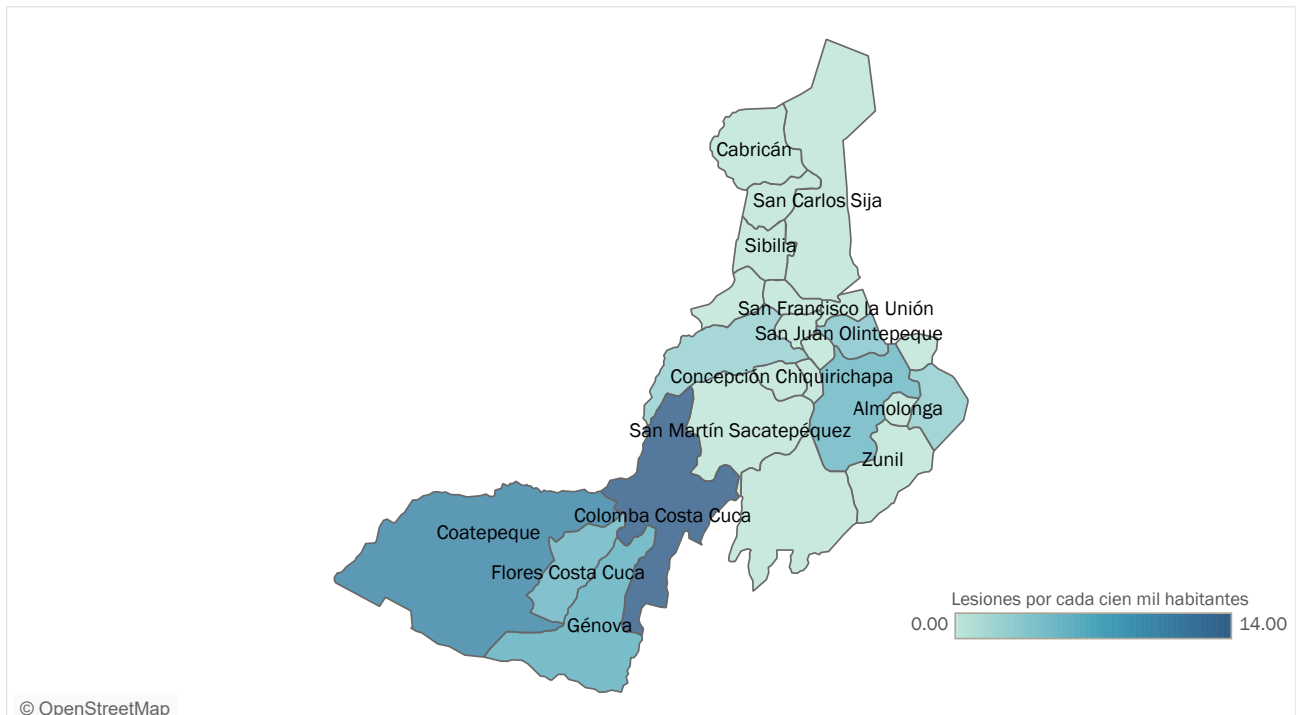 Cabricán
San Carlos Sija
Sibilia
San Francisco la Unión
San Juan Olintepeque
Concepción Chiquirichapa
Almolonga
San Martín Sacatepéquez
Zunil
Colomba Costa Cuca
Coatepeque
Flores Costa Cuca
Génova
Lesiones por cada cien mil habitantes
0.00 14.00
© OpenStreetMap